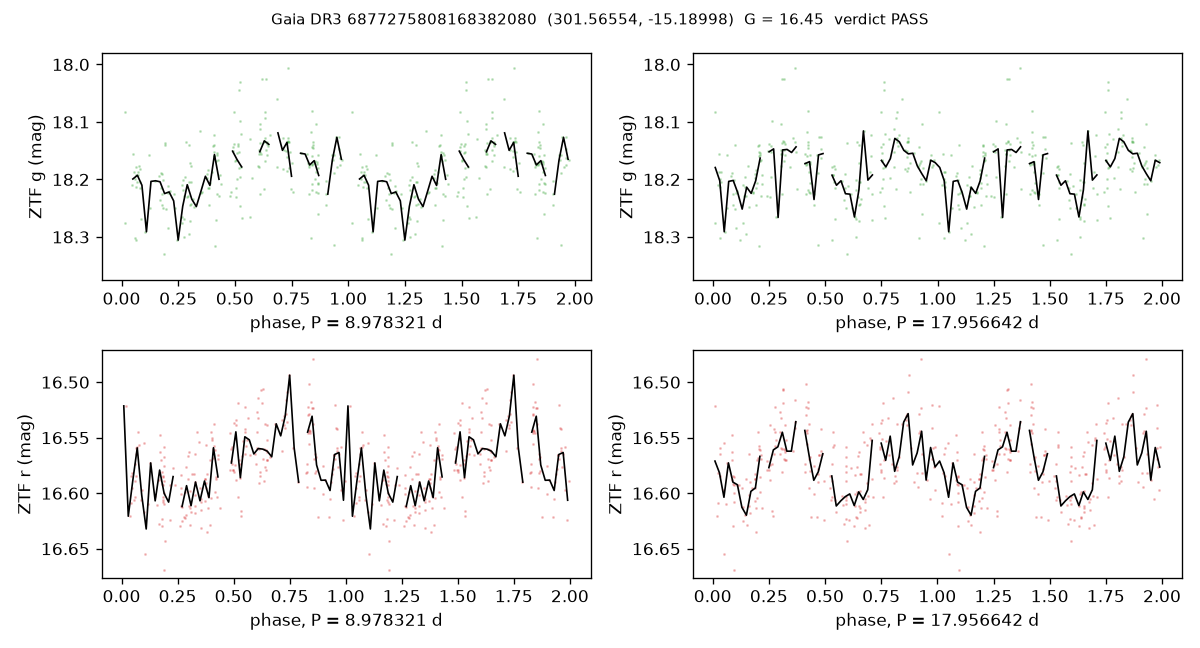 Gaia DR3 6877275808168382080 (301.56554, -15.18998) G = 16.45 verdict PASS
ZTF g (mag)
18.0
18.1
18.2
18.3
0.00 0.25 0.50 0.75 1.00 1.25 1.50 1.75 2.00
phase, P = 8.978321 d
ZTF g (mag)
18.0
18.1
18.2
18.3
0.00 0.25 0.50 0.75 1.00 1.25 1.50 1.75 2.00
phase, P = 17.956642 d
ZTF r (mag)
16.50
16.55
16.60
16.65
0.00 0.25 0.50 0.75 1.00 1.25 1.50 1.75 2.00
phase, P = 8.978321 d
ZTF r (mag)
16.50
16.55
16.60
16.65
0.00 0.25 0.50 0.75 1.00 1.25 1.50 1.75 2.00
phase, P = 17.956642 d